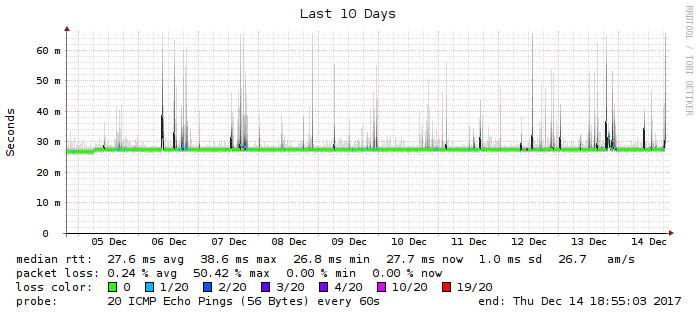 Last 10 Days
RRDTOOL / TOBI OETIKER
Seconds
60 m
50 m
40 m
30 m
20 m
10 m
0
05 Dec 06 Dec 07 Dec 08 Dec 09 Dec 10 Dec 11 Dec 12 Dec 13 Dec 14 Dec
median rtt: 27.6 ms avg 38.6 ms max 26.8 ms min 27.7 ms now 1.0 ms sd 26.7 am/s
packet loss: 0.24 % avg 50.42 % max 0.00 % min 0.00 % now
loss color: 0 1/20 2/20 3/20 4/20 10/20 19/20
probe: 20 ICMP Echo Pings (56 Bytes) every 60s end: Thu Dec 14 18:55:03 2017